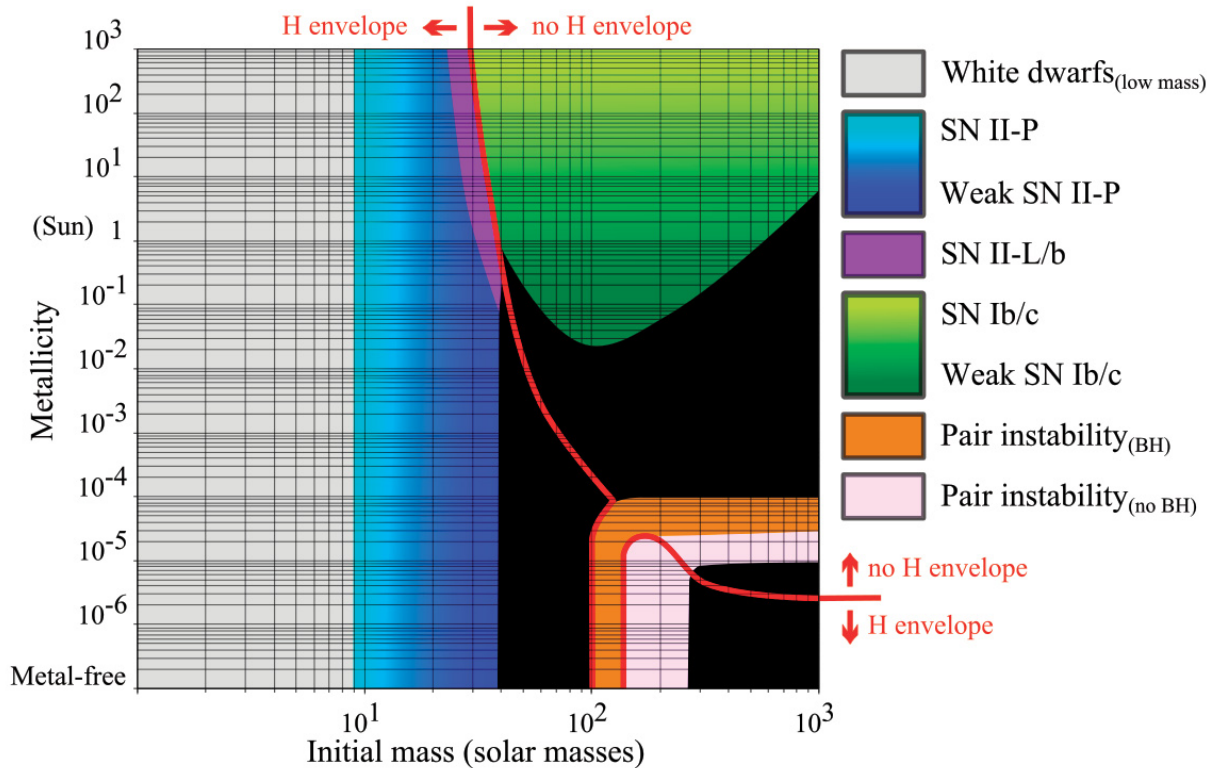 H envelope ← → no H envelope
10³
10²
10¹
(Sun) 1
10⁻¹
10⁻²
10⁻³
10⁻⁴
10⁻⁵
10⁻⁶
Metal-free
Metallicity
10¹ 10² 10³
Initial mass (solar masses)
White dwarfs(low mass)
SN II-P
Weak SN II-P
SN II-L/b
SN Ib/c
Weak SN Ib/c
Pair instability(BH)
Pair instability(no BH)
↑ no H envelope
↓ H envelope